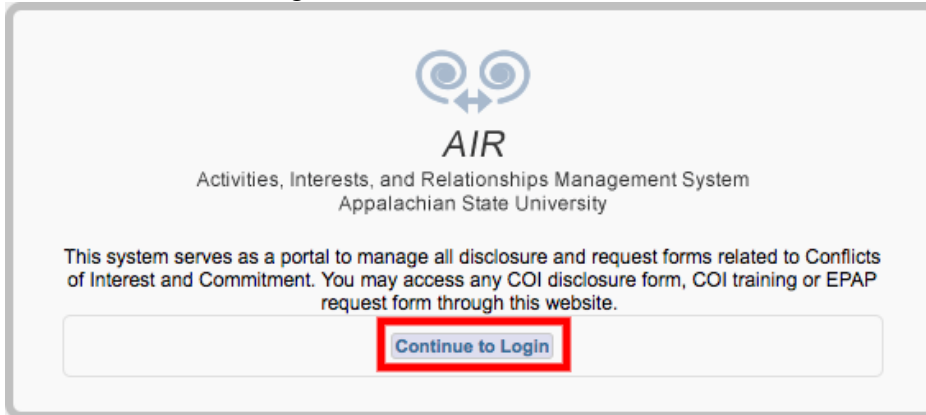 AIR
Activities, Interests, and Relationships Management System
Appalachian State University
This system serves as a portal to manage all disclosure and request forms related to Conflicts
of Interest and Commitment. You may access any COI disclosure form, COI training or EPAP
request form through this website.
Continue to Login